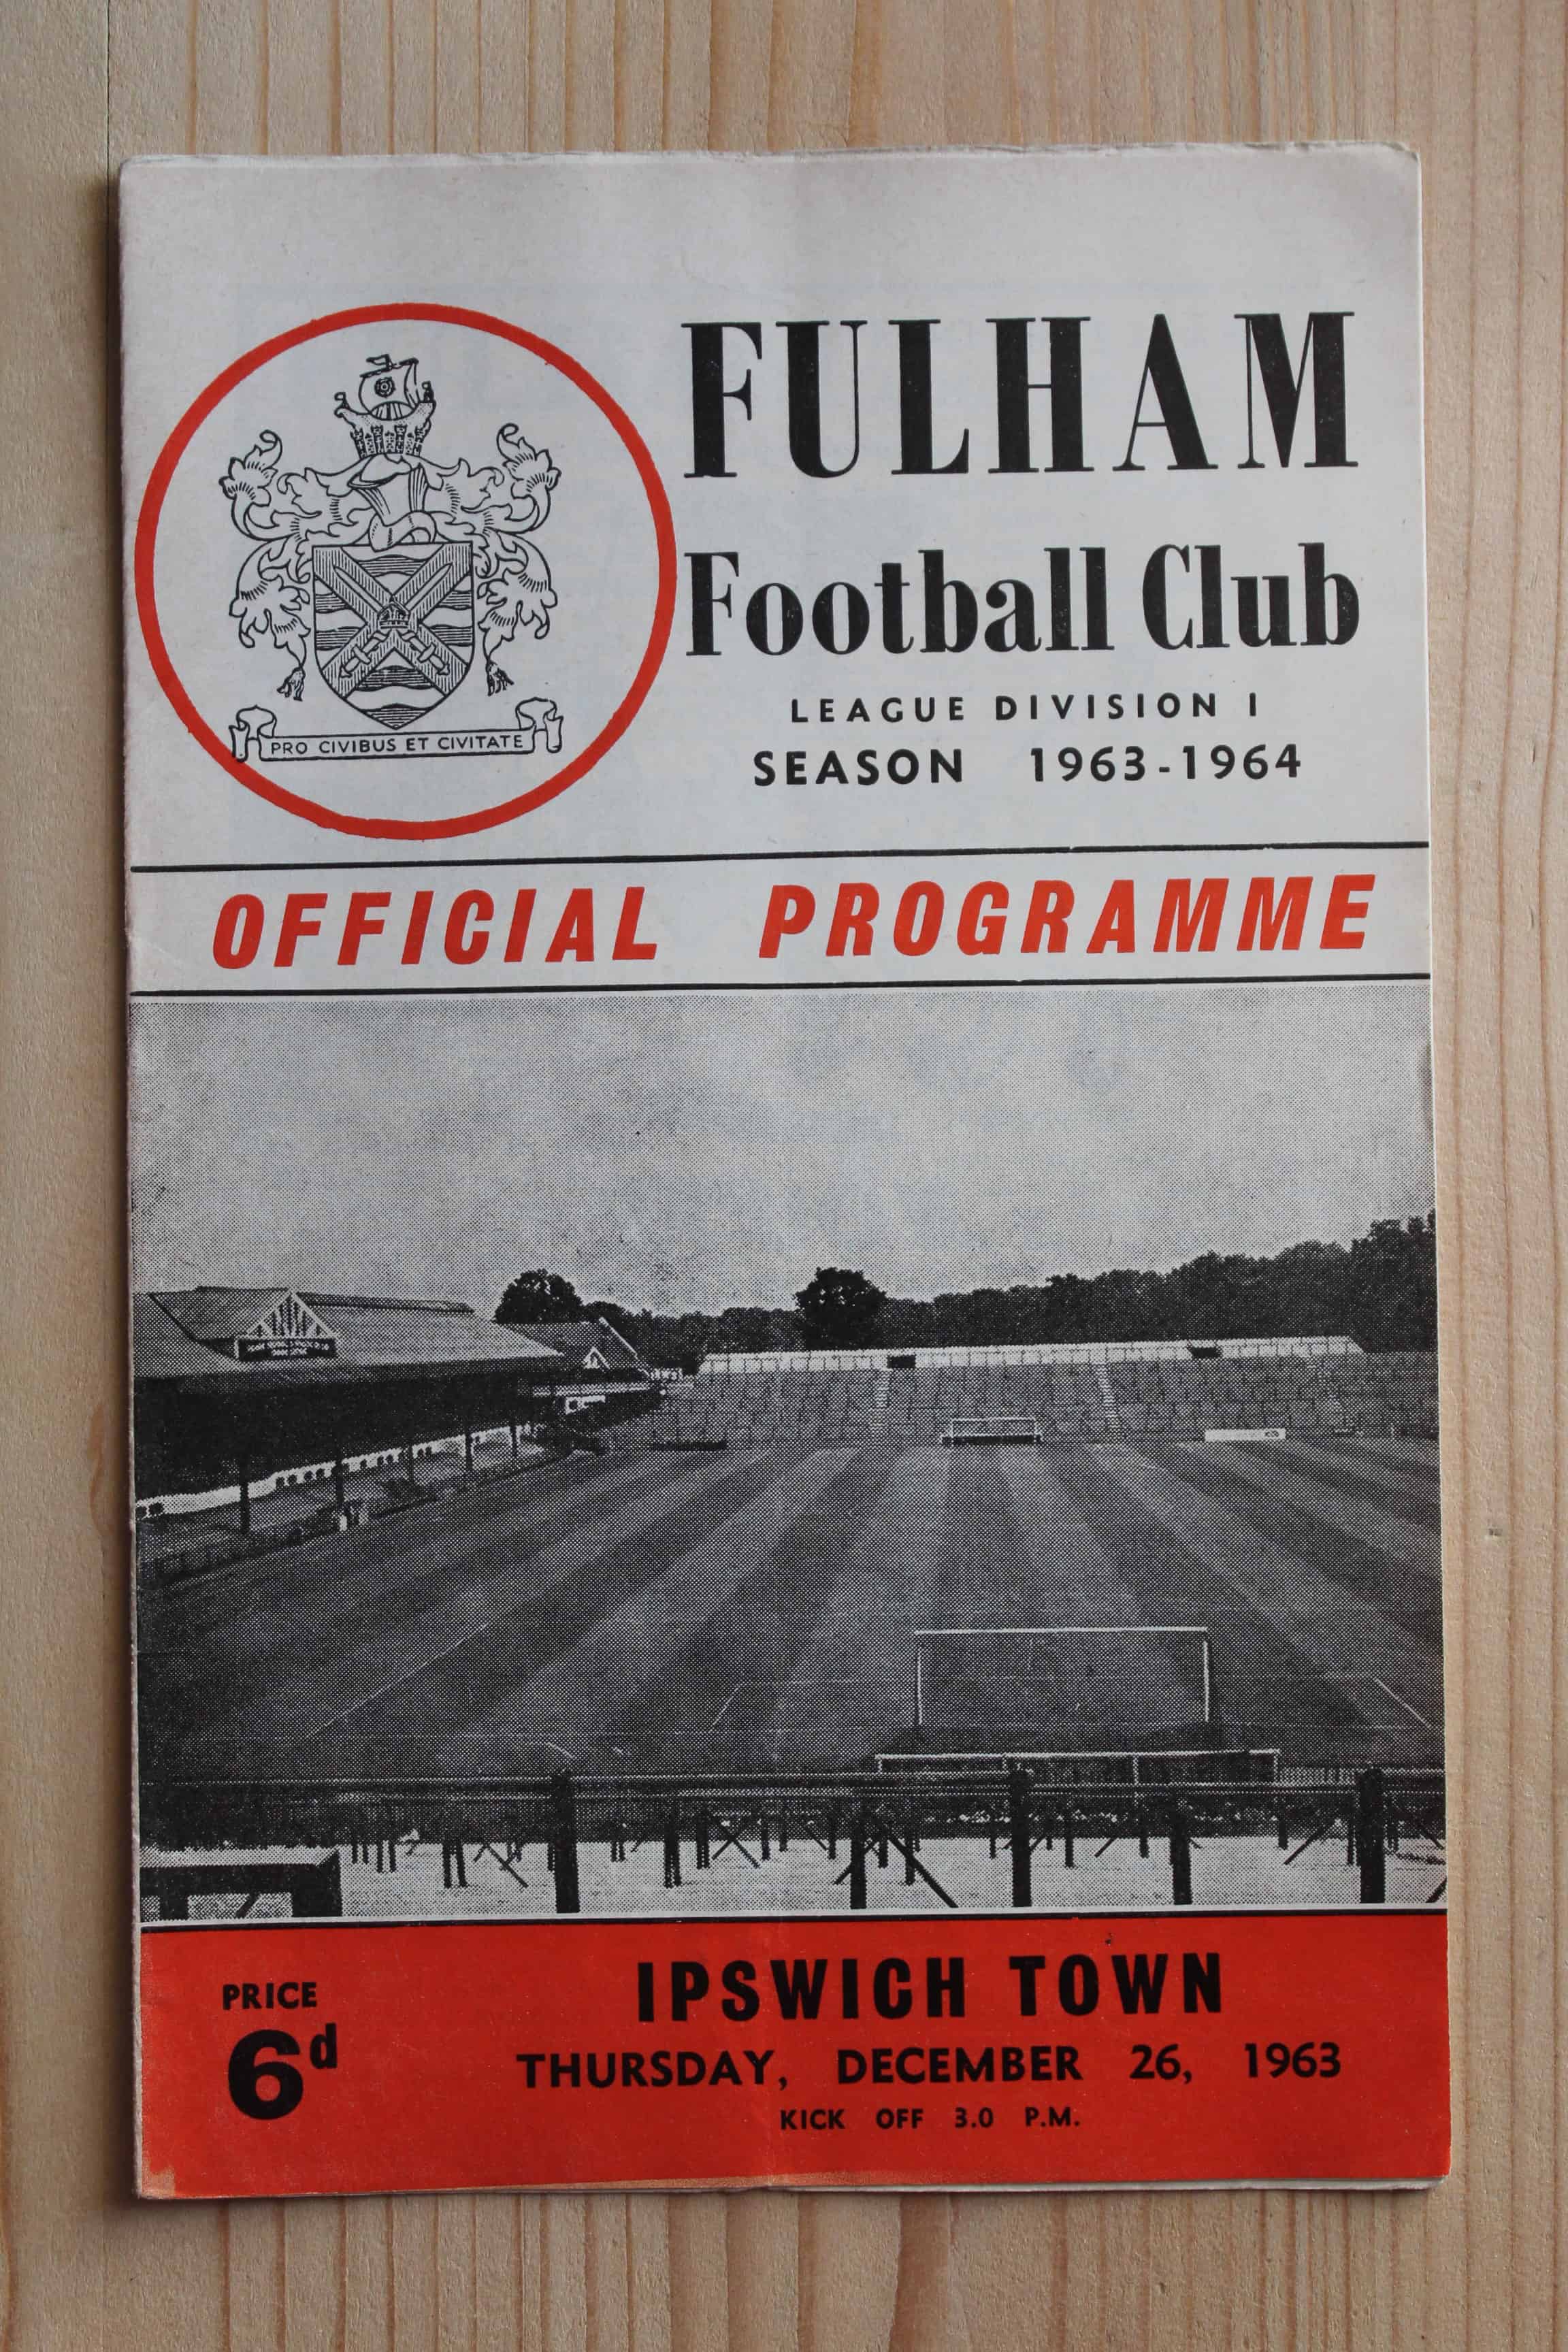 FULHAM
Football Club
LEAGUE DIVISION I
SEASON 1963-1964
PRO CIVIBUS ET CIVITATE
OFFICIAL PROGRAMME
PRICE
6d
IPSWICH TOWN
THURSDAY, DECEMBER 26, 1963
KICK OFF 3.0 P.M.